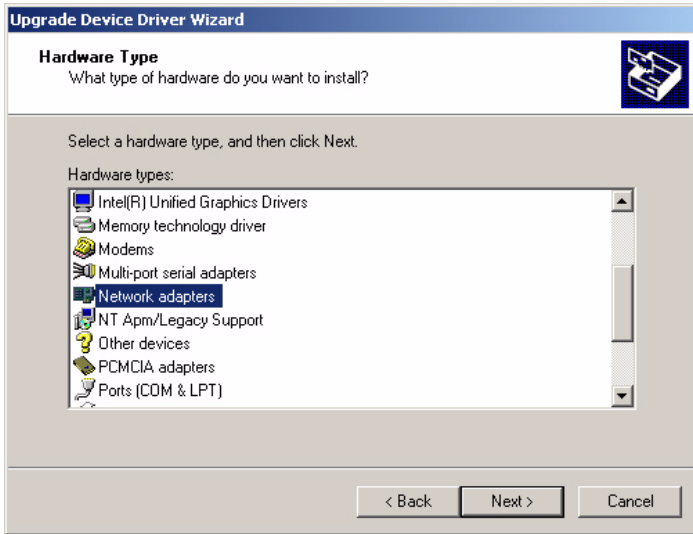 Upgrade Device Driver Wizard
Hardware Type
What type of hardware do you want to install?
Select a hardware type, and then click Next.
Hardware types:
Intel(R) Unified Graphics Drivers
Memory technology driver
Modems
Multi-port serial adapters
Network adapters
NT Apm/Legacy Support
Other devices
PCMCIA adapters
Ports (COM & LPT)
< Back Next > Cancel